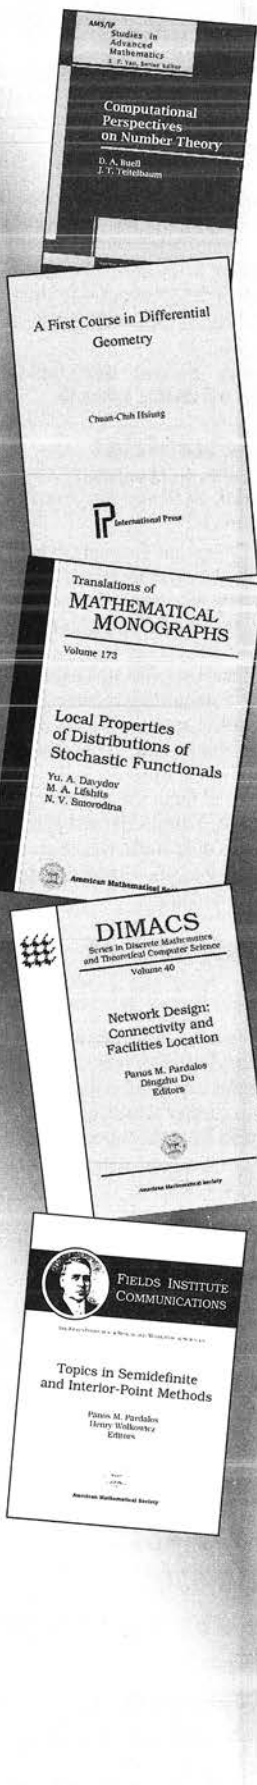 AMS/IP
Studies in
Advanced
Mathematics
S. T. Yau, Series Editor
Computational
Perspectives
on Number Theory
D. A. Buell
J. T. Teitelbaum
A First Course in Differential
Geometry
Chuan-Chih Hsiung
International Press
Translations of
MATHEMATICAL
MONOGRAPHS
Volume 173
Local Properties
of Distributions of
Stochastic Functionals
Yu. A. Davydov
M. A. Lifshits
N. V. Smorodina
American Mathematical
DIMACS
Series in Discrete Mathematics
and Theoretical Computer Science
Volume 40
Network Design:
Connectivity and
Facilities Location
Panos M. Pardalos
Dingzhu Du
Editors
American Mathematical Society
FIELDS INSTITUTE
COMMUNICATIONS
Topics in Semidefinite
and Interior-Point Methods
Panos M. Pardalos
Henry Wolkowicz
Editors
American Mathematical Society